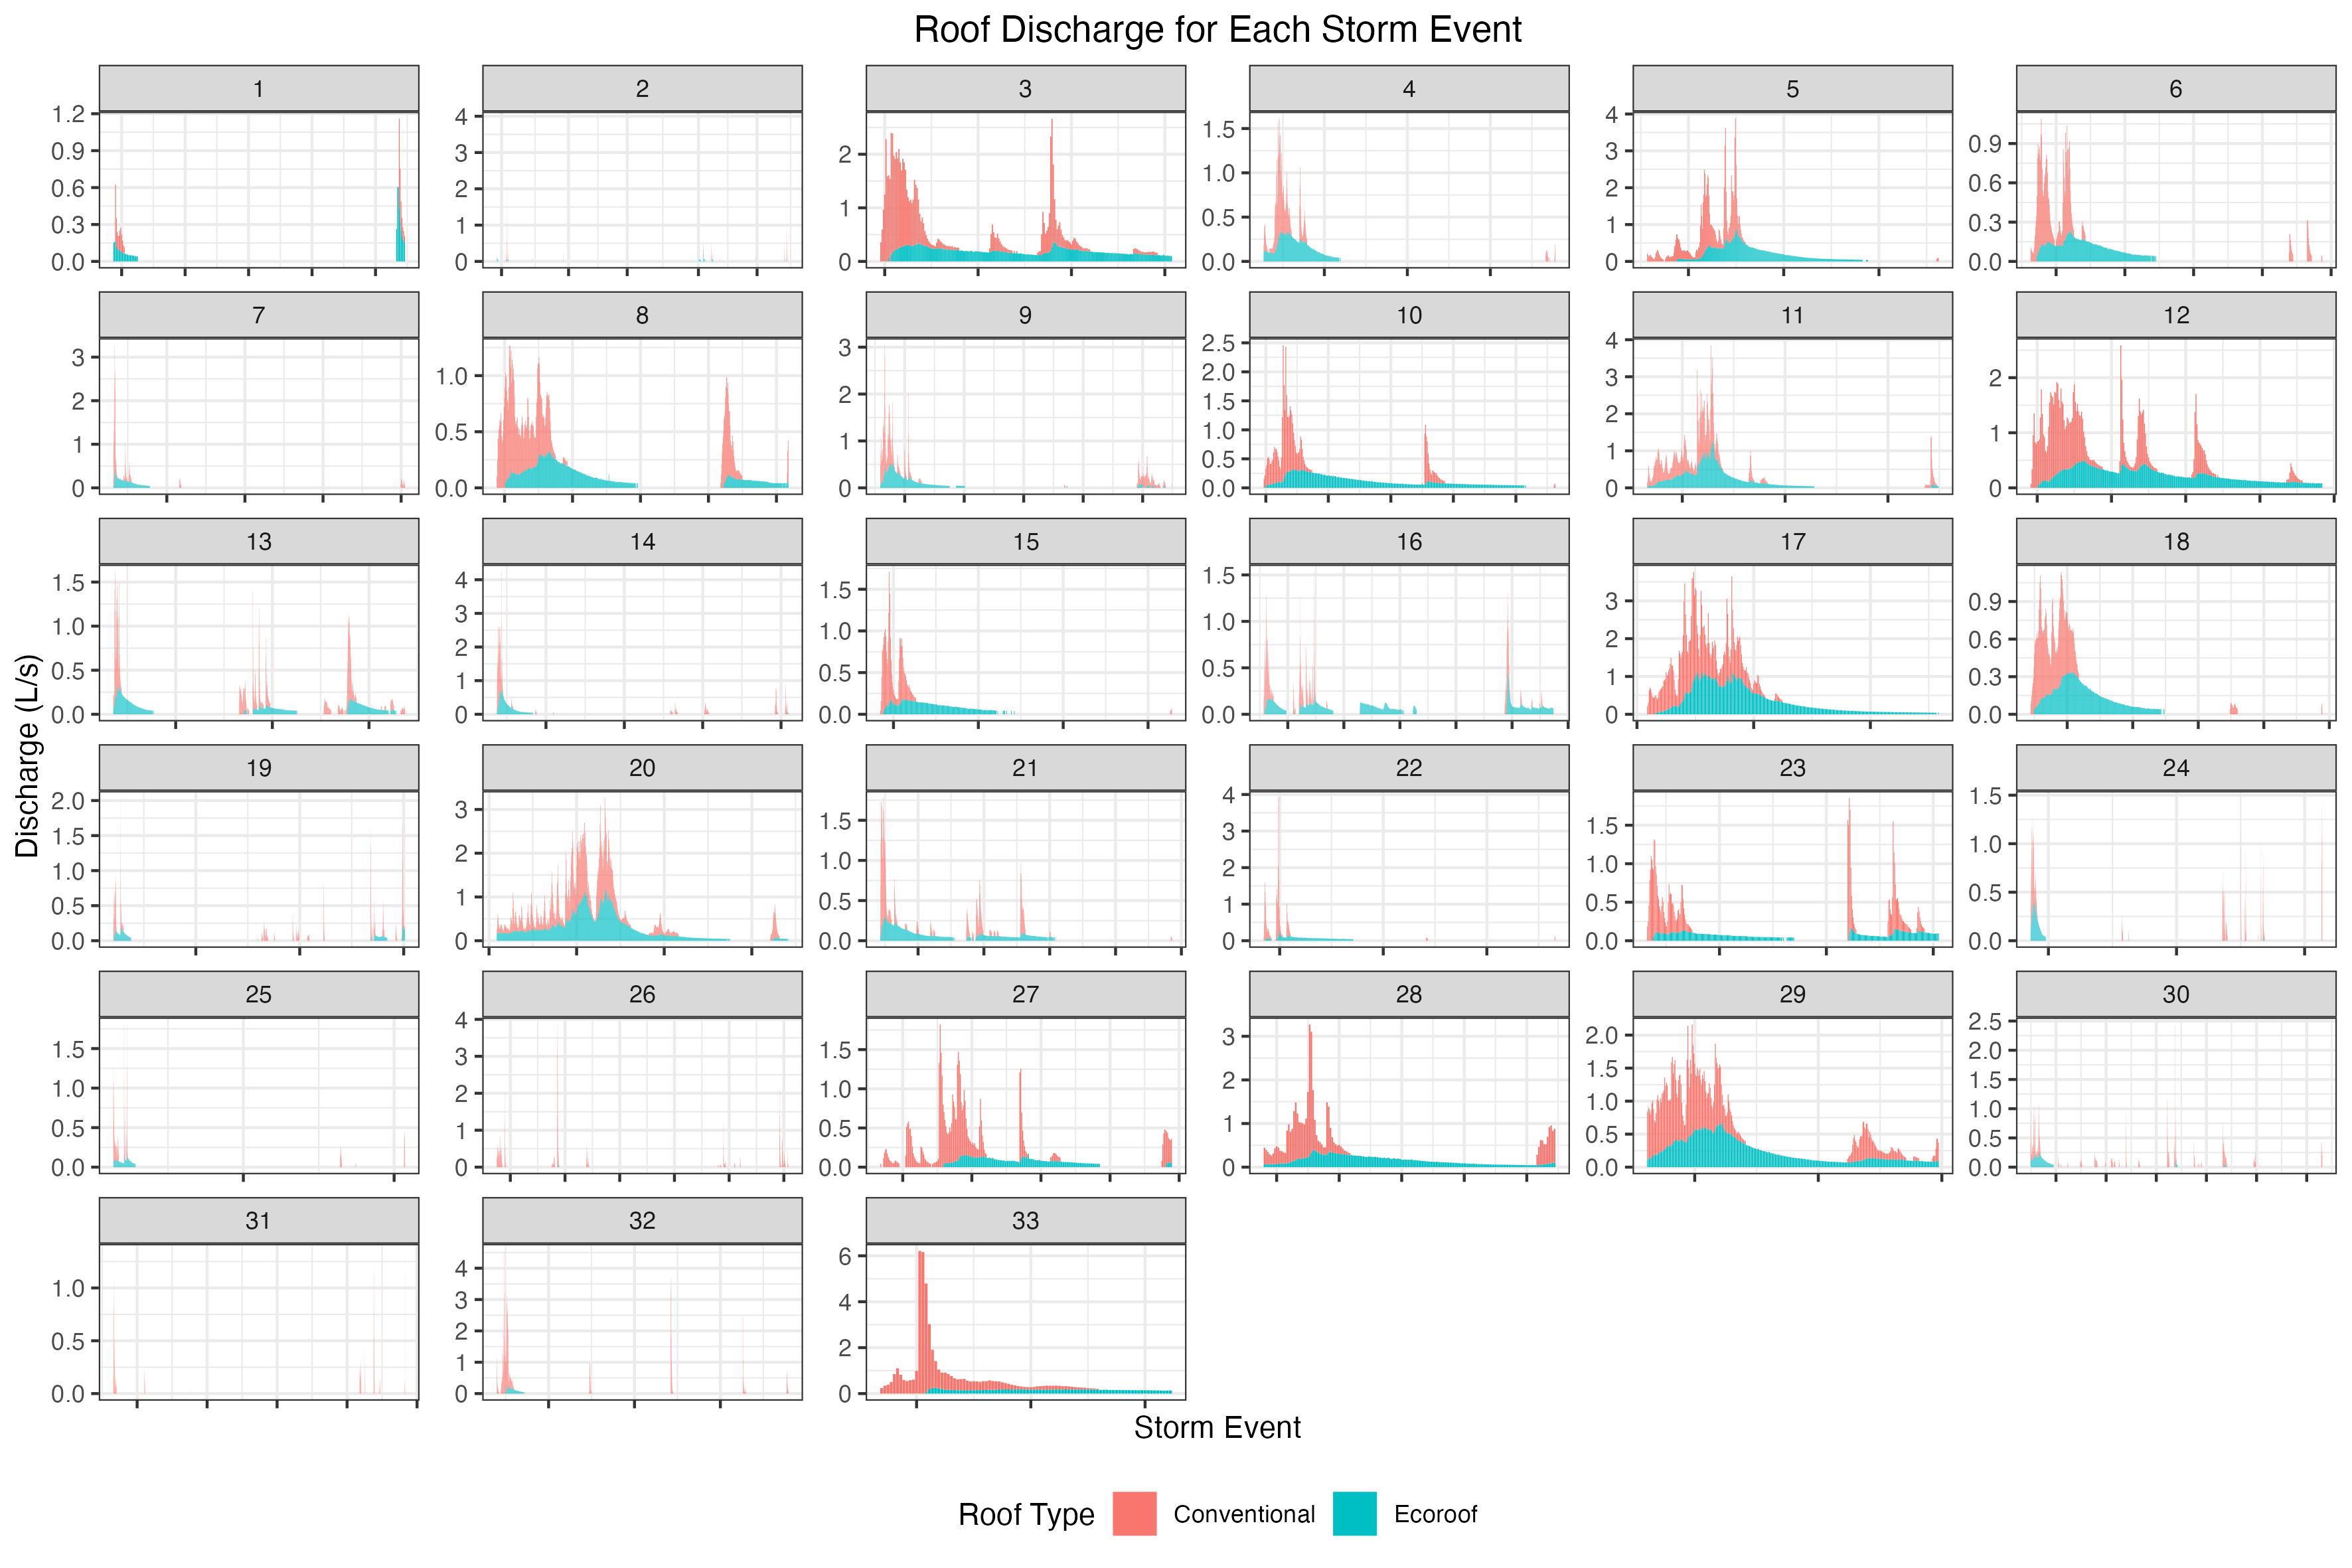 Roof Discharge for Each Storm Event
1 2 3 4 5 6
1.2 0.9 0.6 0.3 0.0
4 3 2 1 0
2 1 0
1.5 1.0 0.5 0.0
4 3 2 1 0
0.9 0.6 0.3 0.0
7 8 9 10 11 12
3 2 1 0
1.0 0.5 0.0
3 2 1 0
2.5 2.0 1.5 1.0 0.5 0.0
4 3 2 1 0
2 1 0
13 14 15 16 17 18
1.5 1.0 0.5 0.0
4 3 2 1 0
1.5 1.0 0.5 0.0
1.5 1.0 0.5 0.0
3 2 1 0
0.9 0.6 0.3 0.0
Discharge (L/s)
19 20 21 22 23 24
2.0 1.5 1.0 0.5 0.0
3 2 1 0
1.5 1.0 0.5 0.0
4 3 2 1 0
1.5 1.0 0.5 0.0
1.5 1.0 0.5 0.0
25 26 27 28 29 30
1.5 1.0 0.5 0.0
4 3 2 1 0
1.5 1.0 0.5 0.0
3 2 1 0
2.0 1.5 1.0 0.5 0.0
2.5 2.0 1.5 1.0 0.5 0.0
31 32 33
1.0 0.5 0.0
4 3 2 1 0
6 4 2 0
Storm Event
Roof Type Conventional Ecoroof